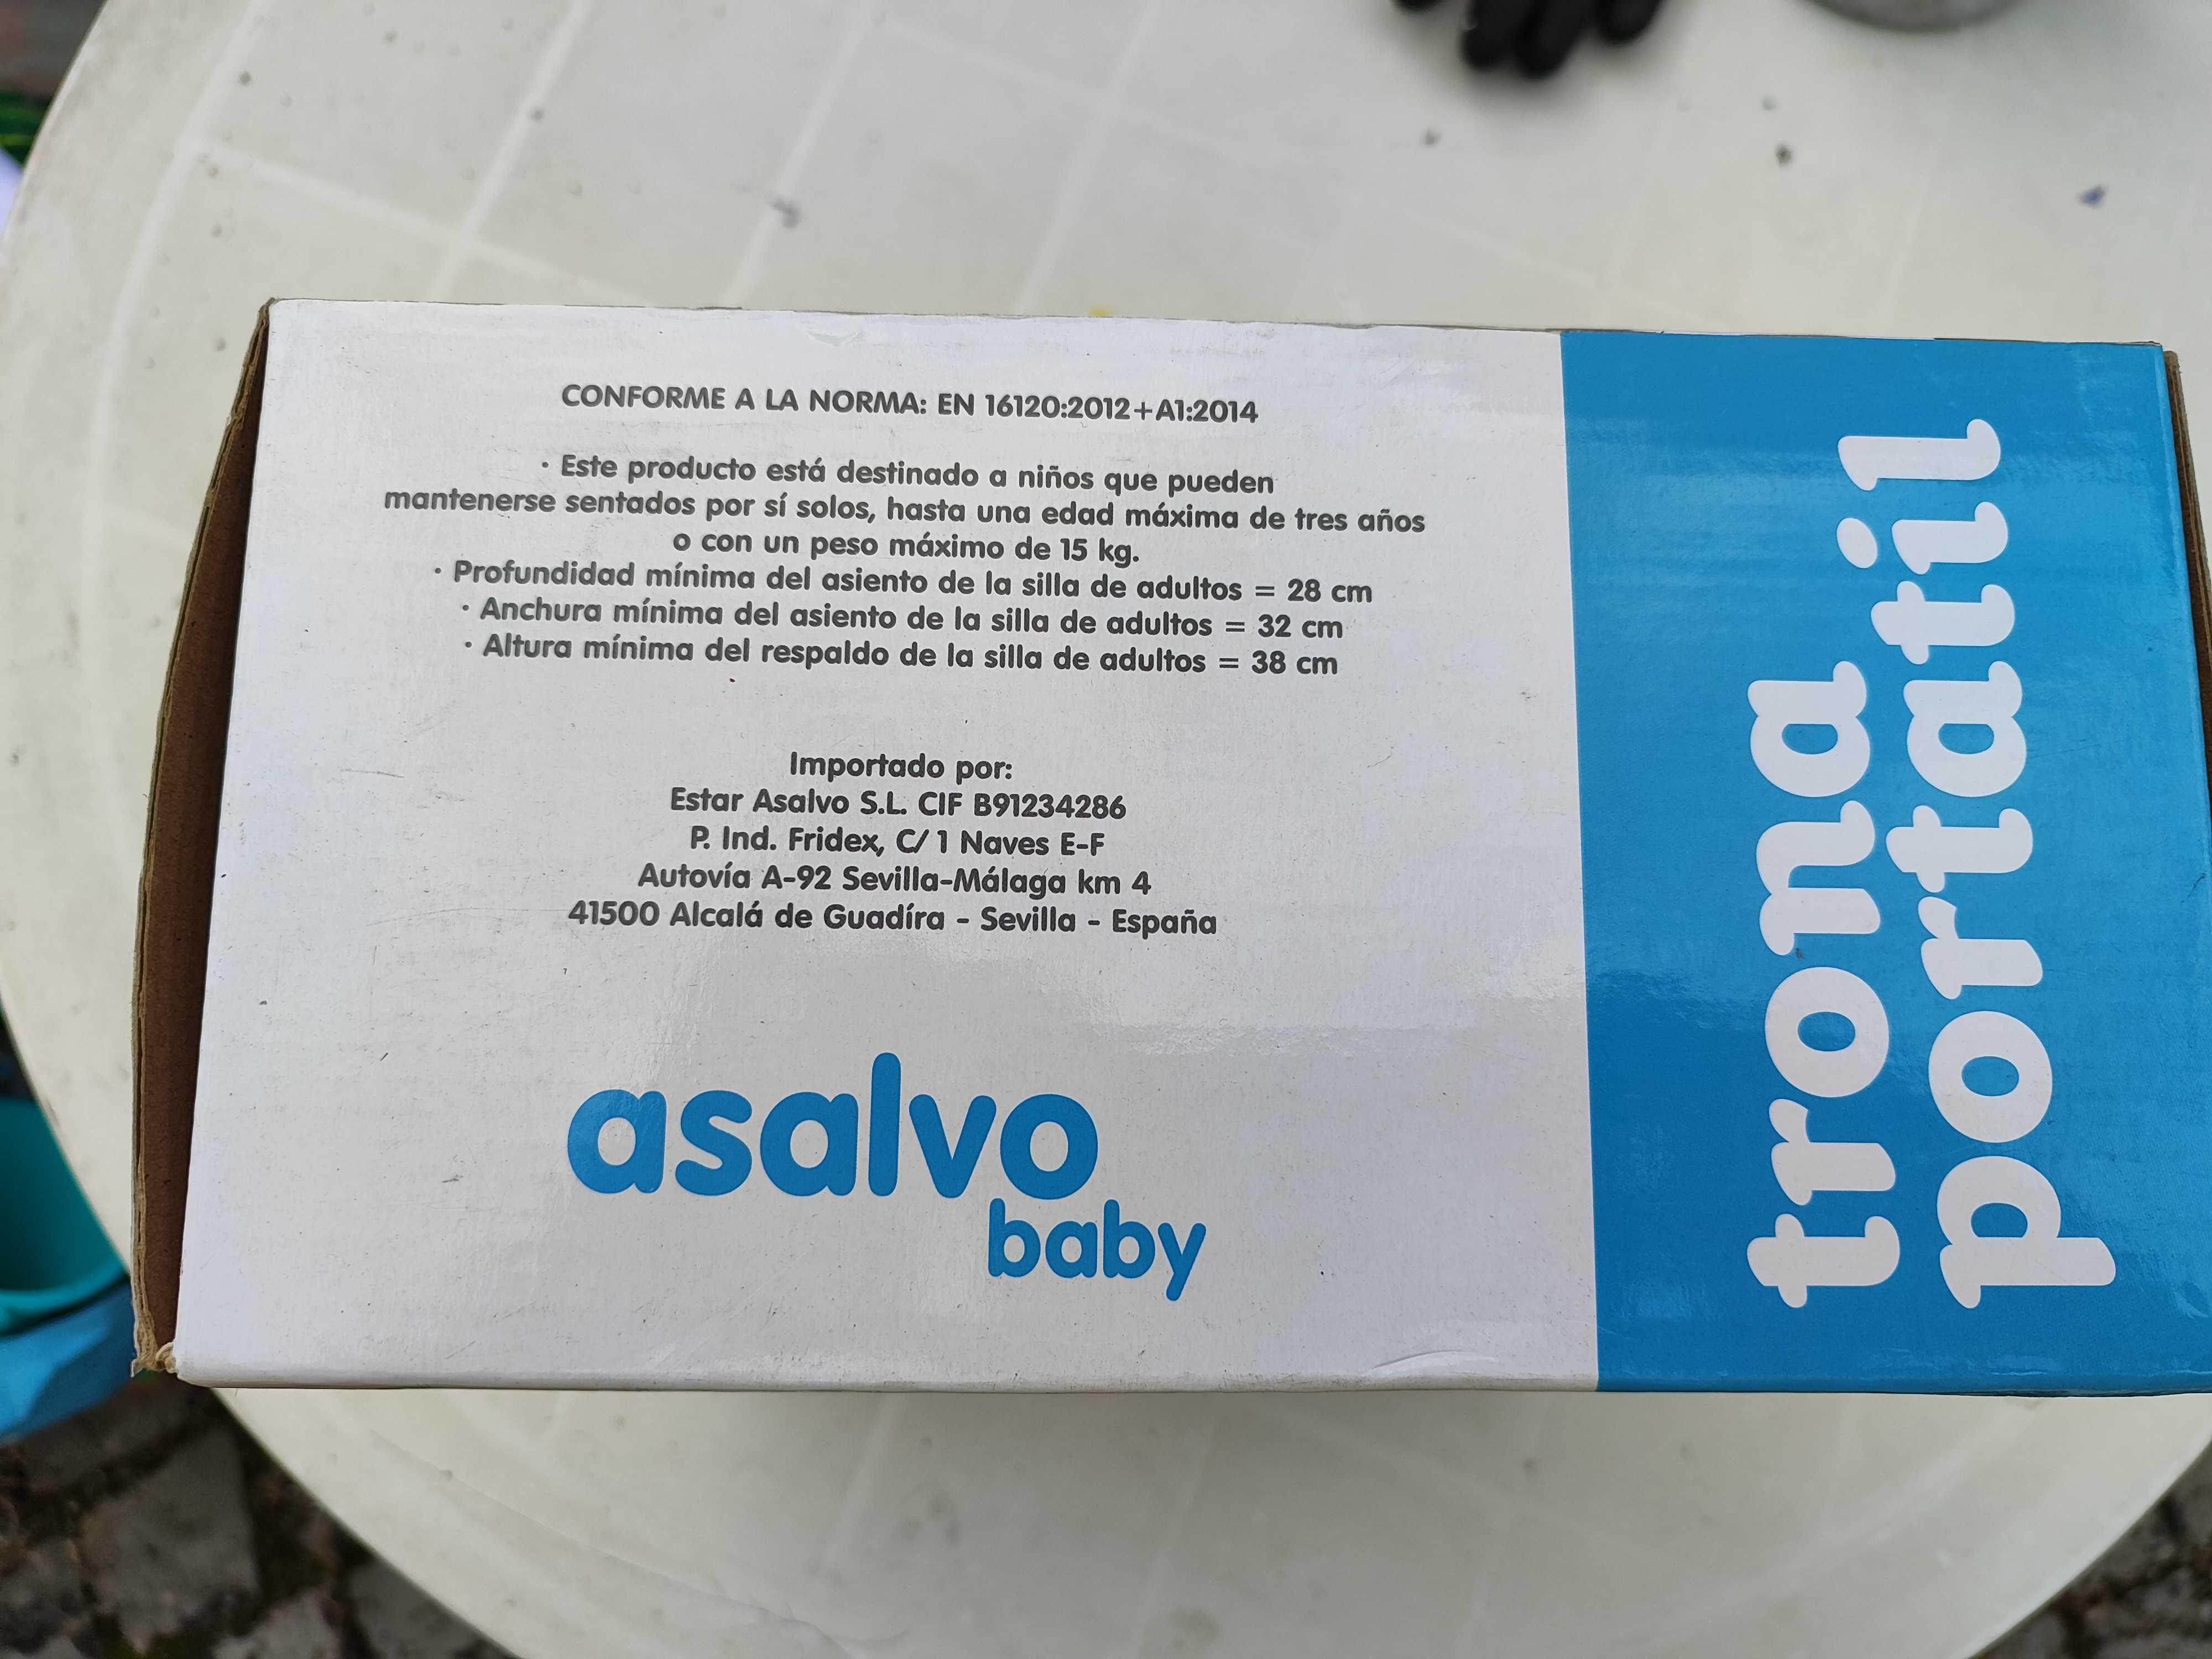 CONFORME A LA NORMA: EN 16120:2012+A1:2014
· Este producto está destinado a niños que pueden
mantenerse sentados por sí solos, hasta una edad máxima de tres años
o con un peso máximo de 15 kg.
· Profundidad mínima del asiento de la silla de adultos = 28 cm
· Anchura mínima del asiento de la silla de adultos = 32 cm
· Altura mínima del respaldo de la silla de adultos = 38 cm
Importado por:
Estar Asalvo S.L. CIF B91234286
P. Ind. Fridex, C/ 1 Naves E-F
Autovía A-92 Sevilla-Málaga km 4
41500 Alcalá de Guadíra - Sevilla - España
asalvo
baby
trona
portatil